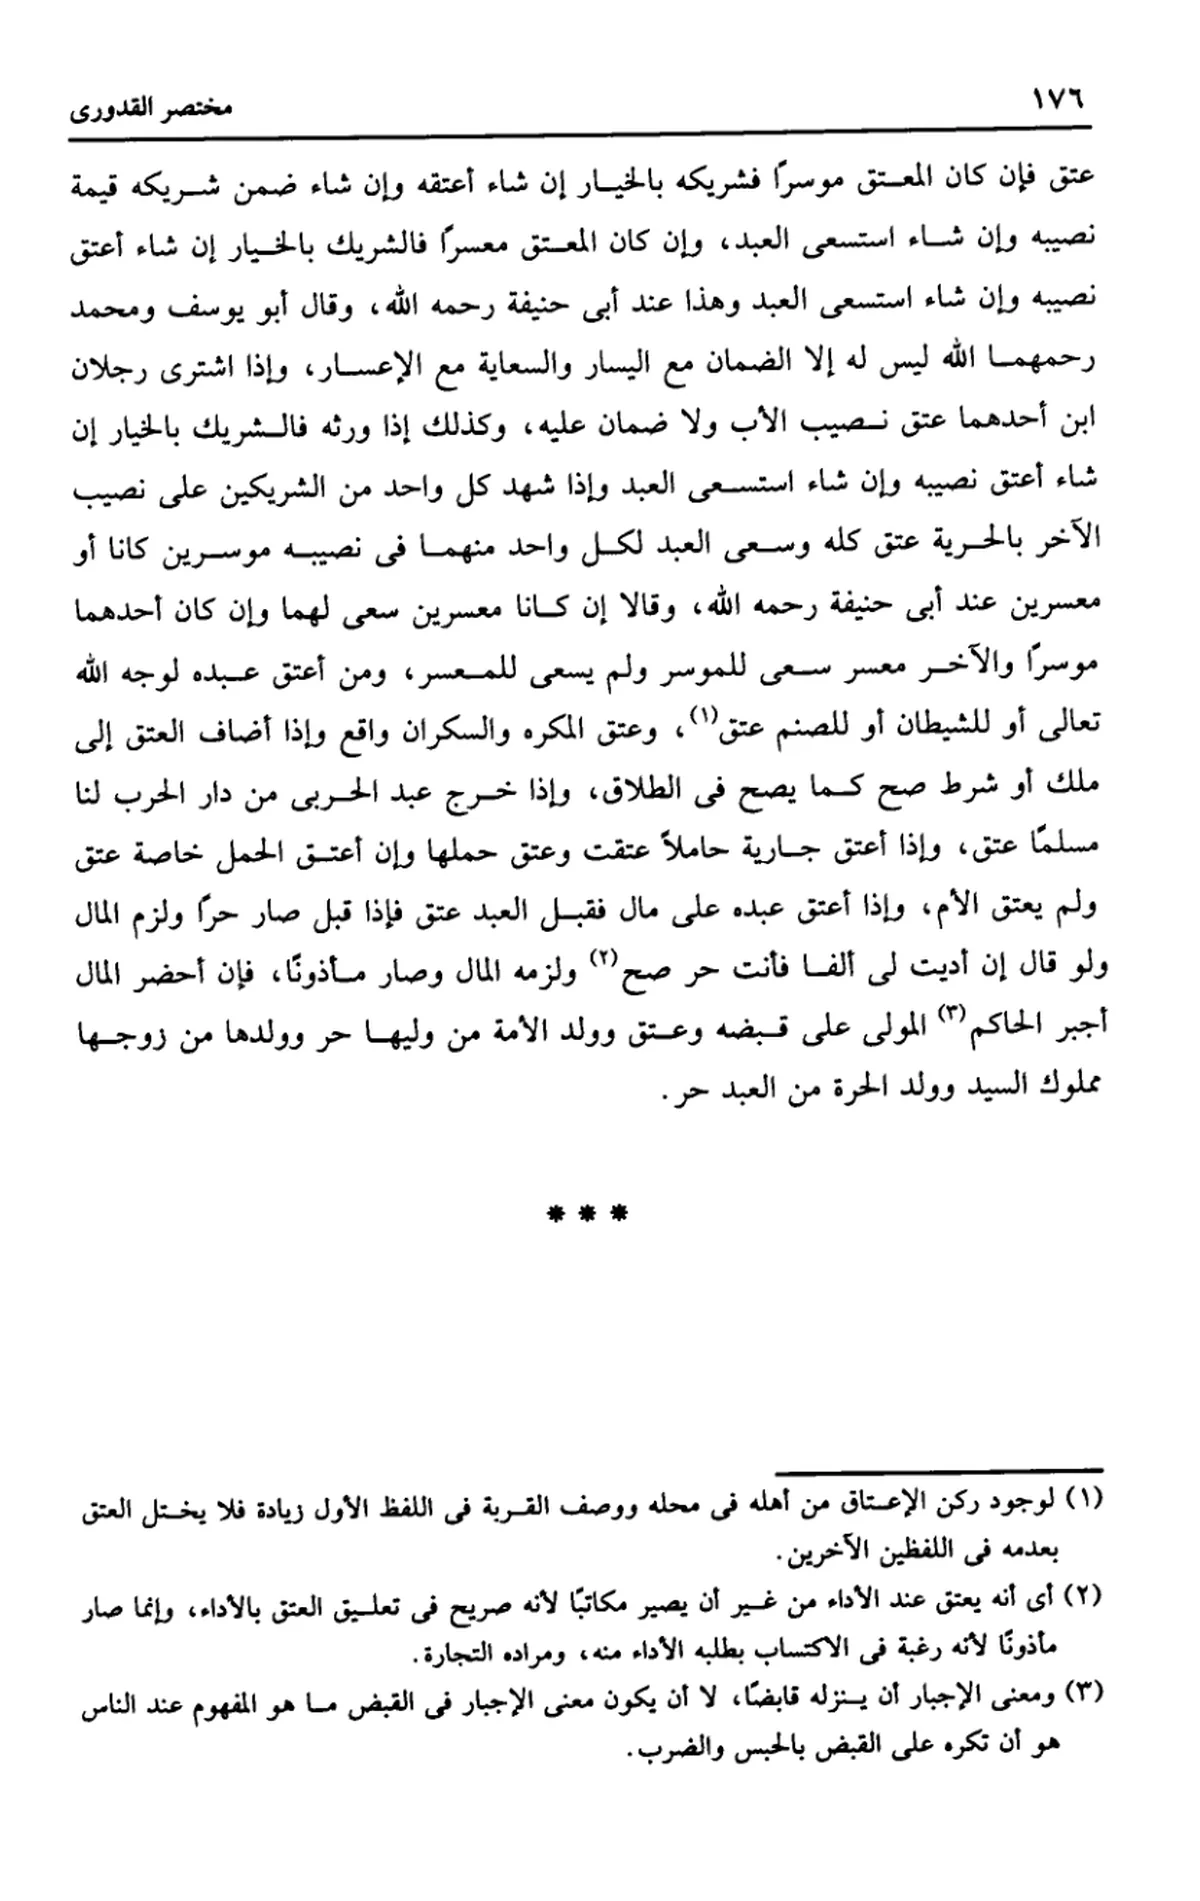 ١٧٦
مختصر القدورى
عتق فإن كان المعتق موسراً فشريكه بالخيار إن شاء أعتقه وإن شاء ضمن شريكه قيمة
نصيبه وإن شاء استسعى العبد، وإن كان المعتق معسراً فالشريك بالخيار إن شاء أعتق
نصيبه وإن شاء استسعى العبد وهذا عند أبى حنيفة رحمه الله، وقال أبو يوسف ومحمد
رحمهما الله ليس له إلا الضمان مع اليسار والسعاية مع الإعسار، وإذا اشترى رجلان
ابن أحدهما عتق نصيب الأب ولا ضمان عليه، وكذلك إذا ورثه فالشريك بالخيار إن
شاء أعتق نصيبه وإن شاء استسعى العبد وإذا شهد كل واحد من الشريكين على نصيب
الآخر بالحرية عتق كله وسعى العبد لكل واحد منهما فى نصيبه موسرين كانا أو
معسرين عند أبى حنيفة رحمه الله، وقالا إن كانا معسرين سعى لهما وإن كان أحدهما
موسراً والآخر معسر سعى للموسر ولم يسعى للمعسر، ومن أعتق عبده لوجه الله
تعالى أو للشيطان أو للصنم عتق(١)، وعتق المكره والسكران واقع وإذا أضاف العتق إلى
ملك أو شرط صح كما يصح فى الطلاق، وإذا خرج عبد الحربى من دار الحرب لنا
مسلمًا عتق، وإذا أعتق جارية حاملاً عتقت وعتق حملها وإن أعتق الحمل خاصة عتق
ولم يعتق الأم، وإذا أعتق عبده على مال فقبل العبد عتق فإذا قبل صار حراً ولزم المال
ولو قال إن أديت لى ألفا فأنت حر صح(٢) ولزمه المال وصار مأذونًا، فإن أحضر المال
أجبر الحاكم(٣) المولى على قبضه وعتق وولد الأمة من وليها حر وولدها من زوجها
مملوك السيد وولد الحرة من العبد حر.
* * *
(١) لوجود ركن الإعتاق من أهله فى محله ووصف القربة فى اللفظ الأول زيادة فلا يختل العتق
بعدمه فى اللفظين الآخرين.
(٢) أى أنه يعتق عند الأداء من غير أن يصير مكاتبًا لأنه صريح فى تعليق العتق بالأداء، وإنما صار
مأذونًا لأنه رغبة فى الاكتساب بطلبه الأداء منه، ومراده التجارة.
(٣) ومعنى الإجبار أن ينزله قابضًا، لا أن يكون معنى الإجبار فى القبض ما هو المفهوم عند الناس
هو أن تكره على القبض بالحبس والضرب.